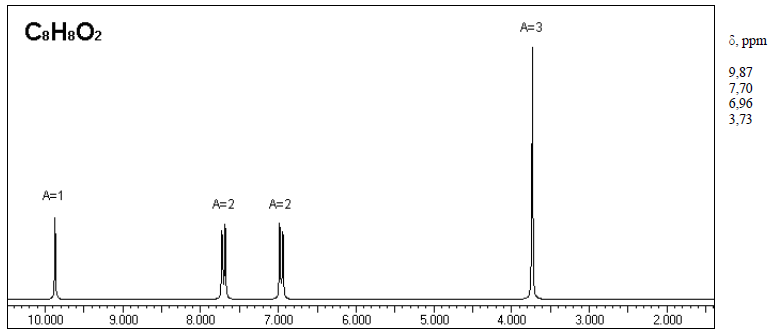 C₈H₈O₂
A=3
δ, ppm
9,87
7,70
6,96
3,73
A=1
A=2 A=2
10.000 9.000 8.000 7.000 6.000 5.000 4.000 3.000 2.000